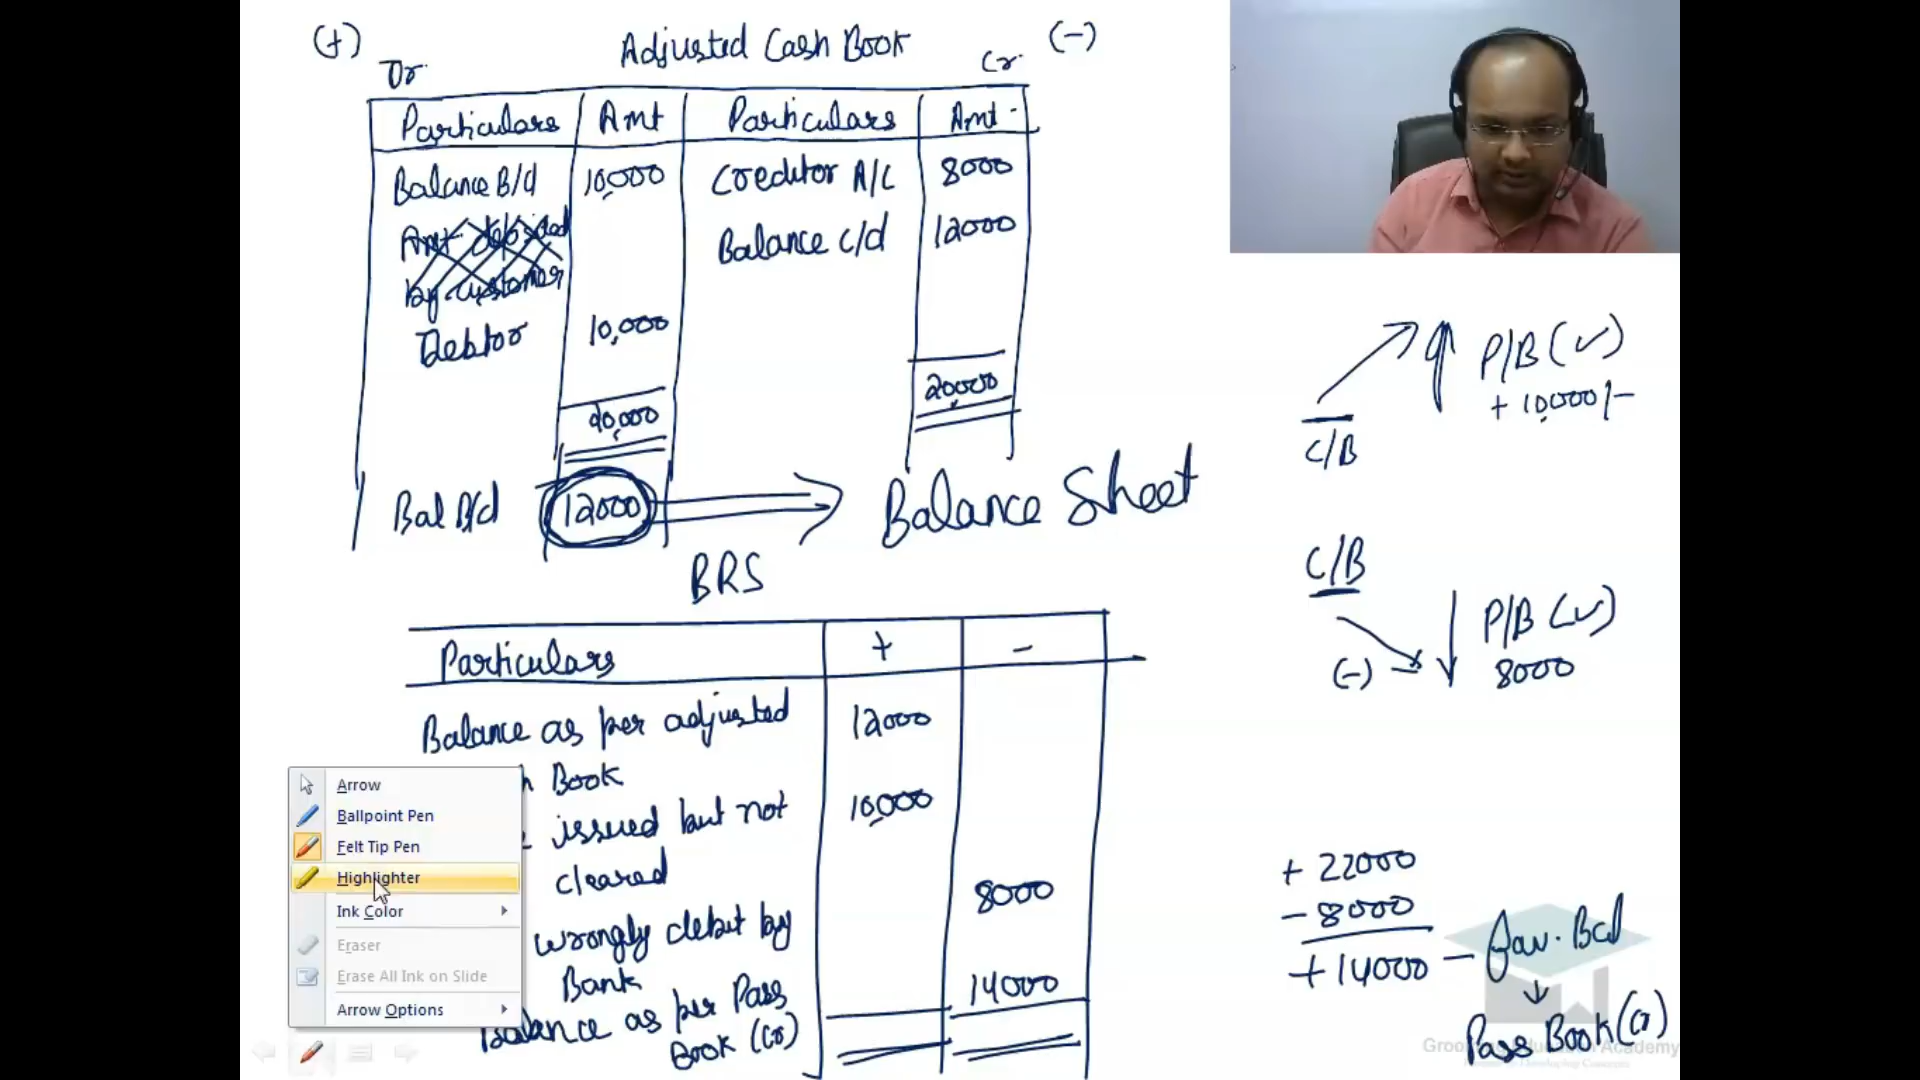 (+) Adjusted Cash Book (-)
Dr. Cr.
Particulars Amt Particulars Amt.
Balance B/d 10,000 Creditor A/C 8000
Amt. deposited Balance c/d 12000
by customer
Debtor 10,000
20,000 20000
Bal B/d 12000 Balance Sheet
C/B P/B (✓)
+ 10,000/-
BRS
C/B P/B (✓)
(-) 8000
Particulars + -
Balance as per adjusted 12000
h Book
issued but not 10,000
cleared
8000
wrongly debit by
Bank
Balance as per Pass 14000
Book (Cr)
+ 22000
- 8000
+ 14000 - Fav. Bal
Pass Book (Cr)
Arrow
Ballpoint Pen
Felt Tip Pen
Highlighter
Ink Color
Eraser
Erase All Ink on Slide
Arrow Options